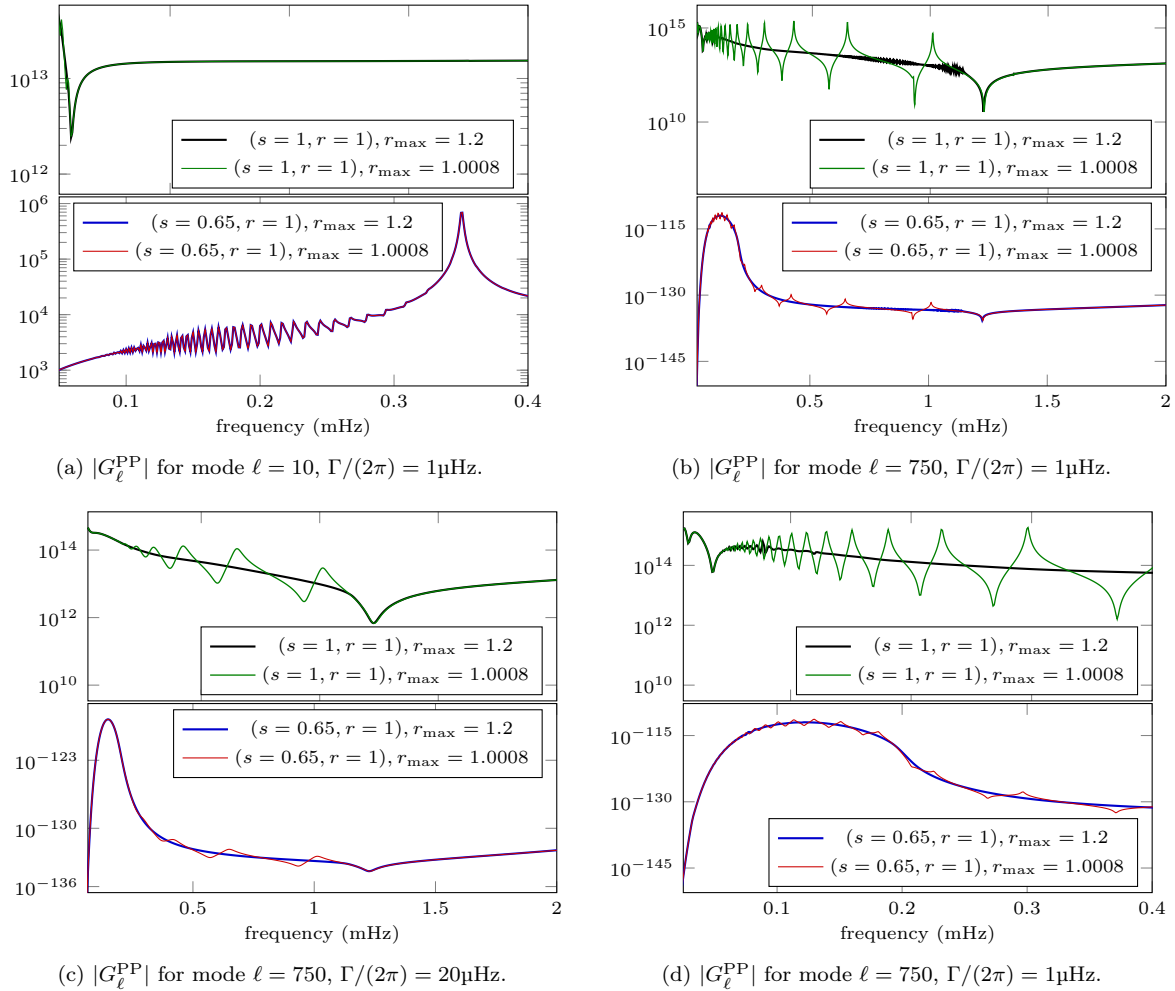 10^13
10^12
(s = 1, r = 1), r_max = 1.2
(s = 1, r = 1), r_max = 1.0008
10^6
10^5
10^4
10^3
(s = 0.65, r = 1), r_max = 1.2
(s = 0.65, r = 1), r_max = 1.0008
0.1 0.2 0.3 0.4
frequency (mHz)
(a) |G_ℓ^PP| for mode ℓ = 10, Γ/(2π) = 1µHz.
10^15
10^10
(s = 1, r = 1), r_max = 1.2
(s = 1, r = 1), r_max = 1.0008
10^−115
10^−130
10^−145
(s = 0.65, r = 1), r_max = 1.2
(s = 0.65, r = 1), r_max = 1.0008
0.5 1 1.5 2
frequency (mHz)
(b) |G_ℓ^PP| for mode ℓ = 750, Γ/(2π) = 1µHz.
10^14
10^12
10^10
(s = 1, r = 1), r_max = 1.2
(s = 1, r = 1), r_max = 1.0008
10^−123
10^−130
10^−136
(s = 0.65, r = 1), r_max = 1.2
(s = 0.65, r = 1), r_max = 1.0008
0.5 1 1.5 2
frequency (mHz)
(c) |G_ℓ^PP| for mode ℓ = 750, Γ/(2π) = 20µHz.
10^14
10^12
10^10
(s = 1, r = 1), r_max = 1.2
(s = 1, r = 1), r_max = 1.0008
10^−115
10^−130
10^−145
(s = 0.65, r = 1), r_max = 1.2
(s = 0.65, r = 1), r_max = 1.0008
0.1 0.2 0.3 0.4
frequency (mHz)
(d) |G_ℓ^PP| for mode ℓ = 750, Γ/(2π) = 1µHz.